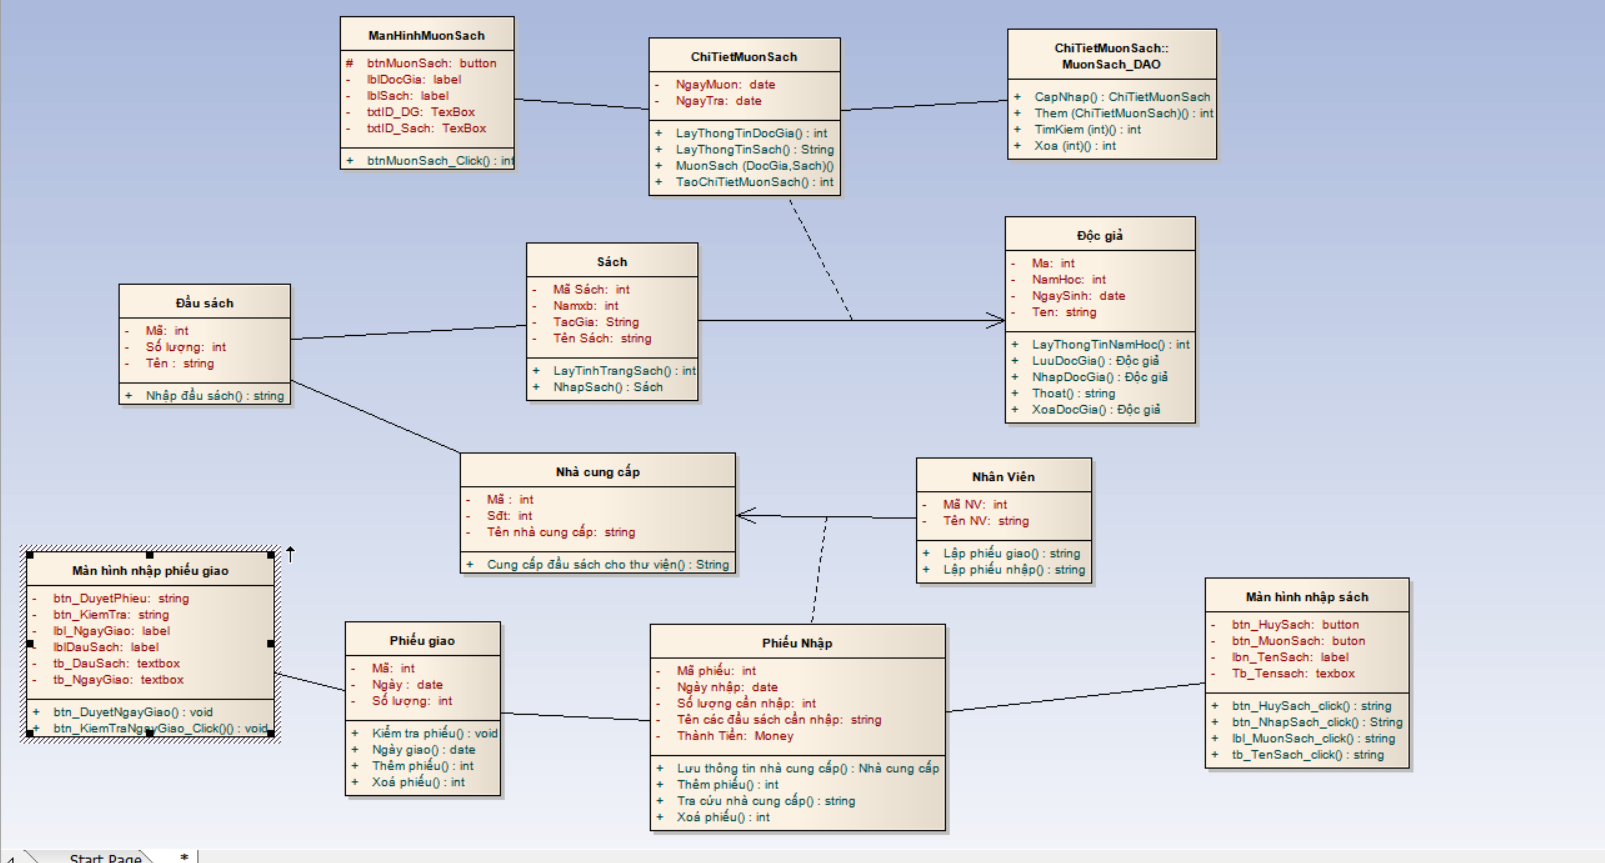 ManHinhMuonSach
# btnMuonSach: button
- lblDocGia: label
- lblSach: label
- txtID_DG: TexBox
- txtID_Sach: TexBox
+ btnMuonSach_Click() : int
ChiTietMuonSach
- NgayMuon: date
- NgayTra: date
+ LayThongTinDocGia() : int
+ LayThongTinSach() : String
+ MuonSach (DocGia,Sach)()
+ TaoChiTietMuonSach() : int
ChiTietMuonSach::
MuonSach_DAO
+ CapNhap() : ChiTietMuonSach
+ Them (ChiTietMuonSach)() : int
+ TimKiem (int)() : int
+ Xoa (int)() : int
Đầu sách
- Mã: int
- Số lượng: int
- Tên : string
+ Nhập đầu sách() : string
Sách
- Mã Sách: int
- Namxb: int
- TacGia: String
- Tên Sách: string
+ LayTinhTrangSach() : int
+ NhapSach() : Sách
Độc giả
- Ma: int
- NamHoc: int
- NgaySinh: date
- Ten: string
+ LayThongTinNamHoc() : int
+ LuuDocGia() : Độc giả
+ NhapDocGia() : Độc giả
+ Thoat() : string
+ XoaDocGia() : Độc giả
Nhà cung cấp
- Mã : int
- Sđt: int
- Tên nhà cung cấp: string
+ Cung cấp đầu sách cho thư viện() : String
Nhân Viên
- Mã NV: int
- Tên NV: string
+ Lập phiếu giao() : string
+ Lập phiếu nhập() : string
Màn hình nhập phiếu giao
- btn_DuyetPhieu: string
- btn_KiemTra: string
- lbl_NgayGiao: label
- lblDauSach: label
- tb_DauSach: textbox
- tb_NgayGiao: textbox
+ btn_DuyetNgayGiao() : void
+ btn_KiemTraNgayGiao_Click()() : void
Phiếu giao
- Mã: int
- Ngày : date
- Số lượng: int
+ Kiểm tra phiếu() : void
+ Ngày giao() : date
+ Thêm phiếu() : int
+ Xoá phiếu() : int
Phiếu Nhập
- Mã phiếu: int
- Ngày nhập: date
- Số lượng cần nhập: int
- Tên các đầu sách cần nhập: string
- Thành Tiền: Money
+ Lưu thông tin nhà cung cấp() : Nhà cung cấp
+ Thêm phiếu() : int
+ Tra cứu nhà cung cấp() : string
+ Xoá phiếu() : int
Màn hình nhập sách
- btn_HuySach: button
- btn_MuonSach: buton
- lbn_TenSach: label
- Tb_Tensach: texbox
+ btn_HuySach_click() : string
+ btn_NhapSach_click() : String
+ lbl_MuonSach_click() : string
+ tb_TenSach_click() : string
Start Page
*